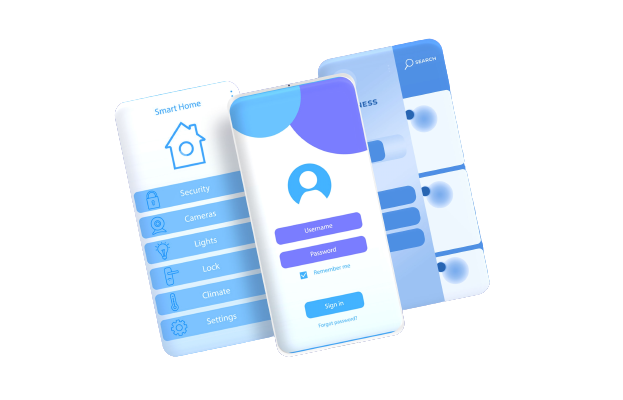 Smart Home
Security
Cameras
Lights
Lock
Climate
Settings
Username
Password
Remember me
Sign in
Forgot password?
NESS
SEARCH